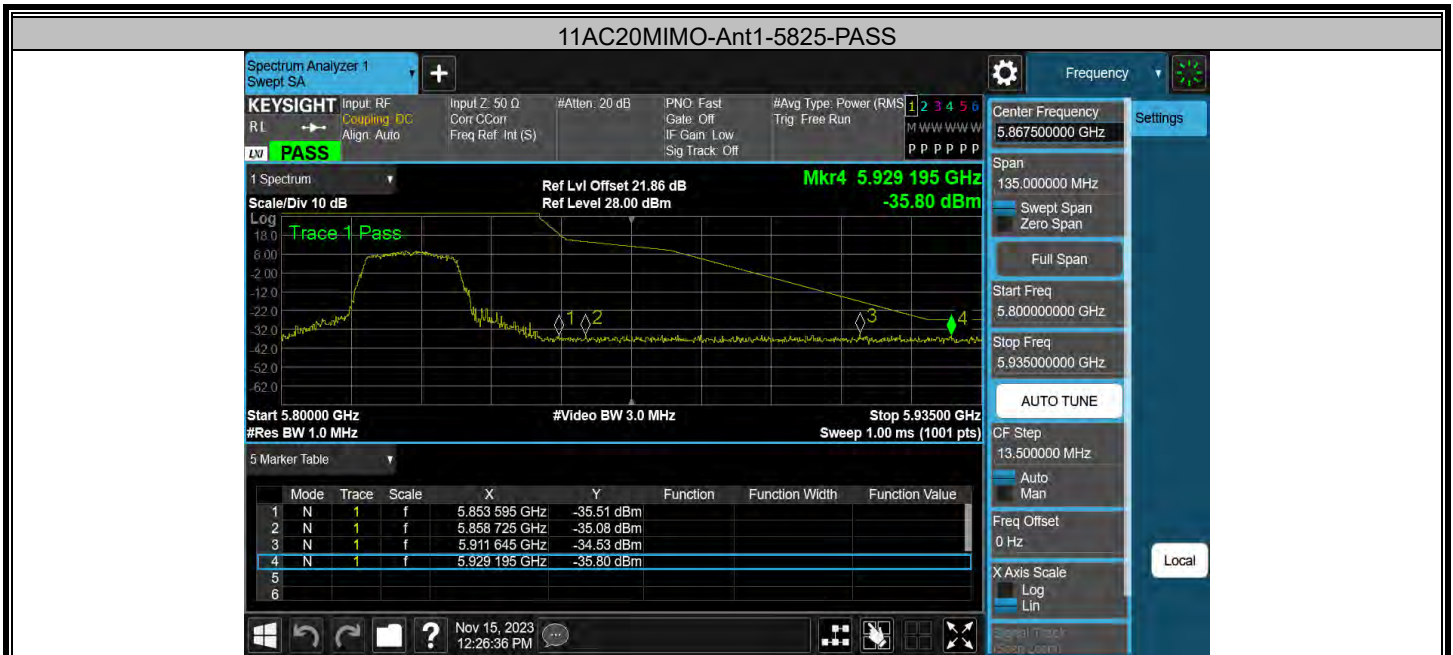 11AC20MIMO-Ant1-5825-PASS
Spectrum Analyzer 1
Swept SA
+
Frequency
KEYSIGHT
RL
LXI PASS
Input: RF
Coupling: DC
Align: Auto
Input Z: 50 Ω
Corr CCorr
Freq Ref: Int (S)
#Atten: 20 dB
PNO: Fast
Gate: Off
IF Gain: Low
Sig Track: Off
#Avg Type: Power (RMS
Trig: Free Run
1 2 3 4 5 6
M W W W W W
P P P P P P
1 Spectrum
Scale/Div 10 dB
Ref Lvl Offset 21.86 dB
Ref Level 28.00 dBm
Mkr4 5.929 195 GHz
-35.80 dBm
Log
Trace 1 Pass
18.0
8.00
-2.00
-12.0
-22.0
-32.0
-42.0
-52.0
-62.0
1
2
3
4
Start 5.80000 GHz
#Res BW 1.0 MHz
#Video BW 3.0 MHz
Stop 5.93500 GHz
Sweep 1.00 ms (1001 pts)
5 Marker Table
Mode Trace Scale X Y Function Function Width Function Value
1 N 1 f 5.853 595 GHz -35.51 dBm
2 N 1 f 5.858 725 GHz -35.08 dBm
3 N 1 f 5.911 645 GHz -34.53 dBm
4 N 1 f 5.929 195 GHz -35.80 dBm
5
6
Center Frequency
5.867500000 GHz
Settings
Span
135.000000 MHz
Swept Span
Zero Span
Full Span
Start Freq
5.800000000 GHz
Stop Freq
5.935000000 GHz
AUTO TUNE
CF Step
13.500000 MHz
Auto
Man
Freq Offset
0 Hz
X Axis Scale
Log
Lin
Signal Track
(Span Zoom)
Local
?
Nov 15, 2023
12:26:36 PM